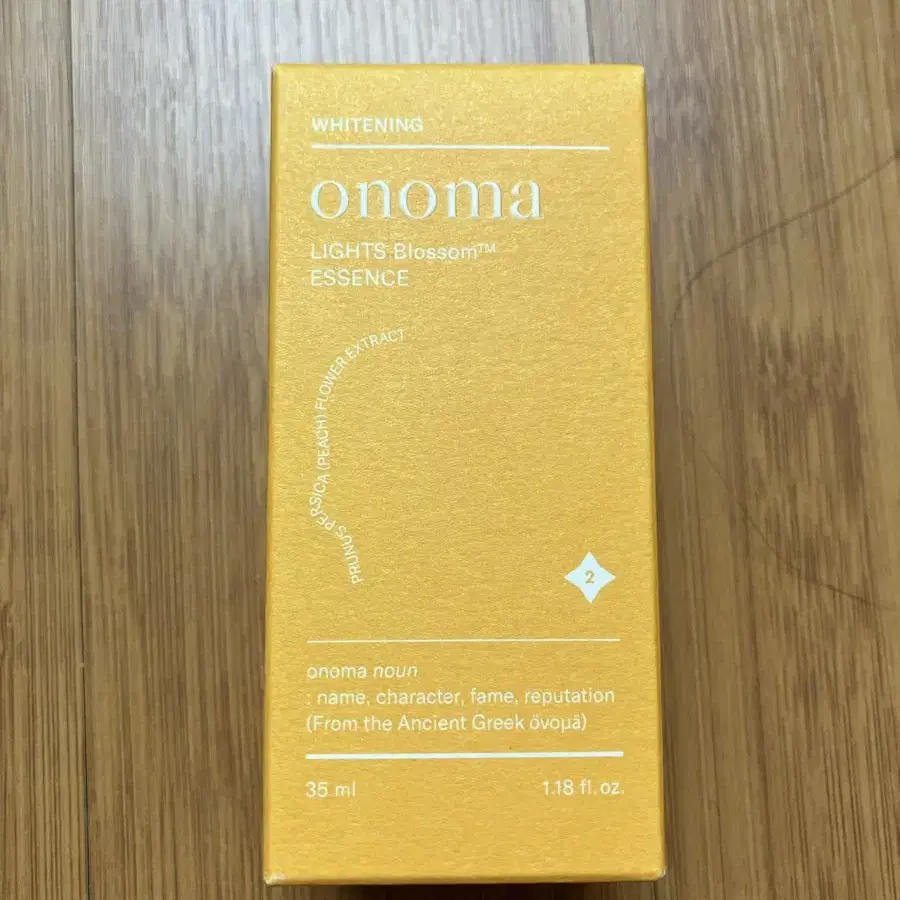 WHITENING
onoma
LIGHTS Blossom™
ESSENCE
PRUNUS PERSICA (PEACH) FLOWER EXTRACT
2
onoma noun
: name, character, fame, reputation
(From the Ancient Greek övoμä)
35 ml 1.18 fl. oz.